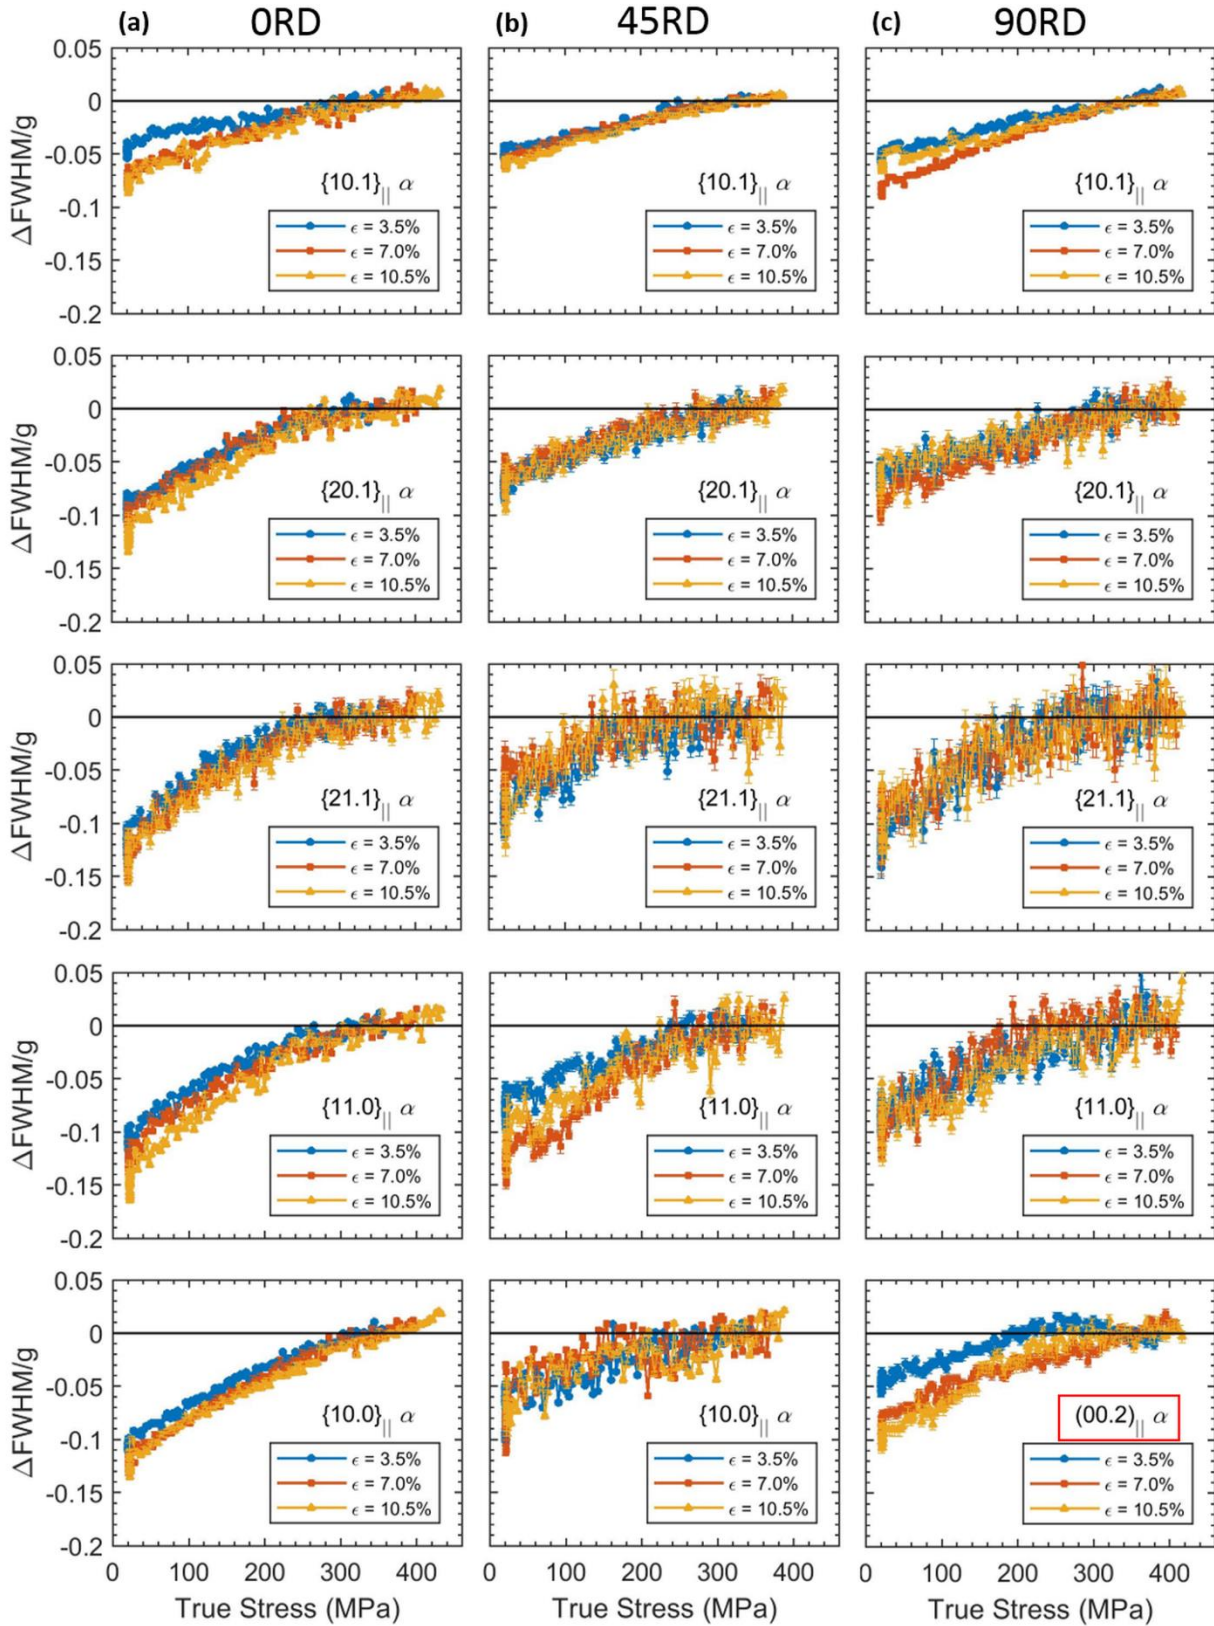 (a) 0RD (b) 45RD (c) 90RD
0.05
0
-0.05
-0.1
-0.15
-0.2
ΔFWHM/g
{10.1}|| α
ϵ = 3.5%
ϵ = 7.0%
ϵ = 10.5%
{10.1}|| α
ϵ = 3.5%
ϵ = 7.0%
ϵ = 10.5%
{10.1}|| α
ϵ = 3.5%
ϵ = 7.0%
ϵ = 10.5%
0.05
0
-0.05
-0.1
-0.15
-0.2
ΔFWHM/g
{20.1}|| α
ϵ = 3.5%
ϵ = 7.0%
ϵ = 10.5%
{20.1}|| α
ϵ = 3.5%
ϵ = 7.0%
ϵ = 10.5%
{20.1}|| α
ϵ = 3.5%
ϵ = 7.0%
ϵ = 10.5%
0.05
0
-0.05
-0.1
-0.15
-0.2
ΔFWHM/g
{21.1}|| α
ϵ = 3.5%
ϵ = 7.0%
ϵ = 10.5%
{21.1}|| α
ϵ = 3.5%
ϵ = 7.0%
ϵ = 10.5%
{21.1}|| α
ϵ = 3.5%
ϵ = 7.0%
ϵ = 10.5%
0.05
0
-0.05
-0.1
-0.15
-0.2
ΔFWHM/g
{11.0}|| α
ϵ = 3.5%
ϵ = 7.0%
ϵ = 10.5%
{11.0}|| α
ϵ = 3.5%
ϵ = 7.0%
ϵ = 10.5%
{11.0}|| α
ϵ = 3.5%
ϵ = 7.0%
ϵ = 10.5%
0.05
0
-0.05
-0.1
-0.15
-0.2
ΔFWHM/g
{10.0}|| α
ϵ = 3.5%
ϵ = 7.0%
ϵ = 10.5%
{10.0}|| α
ϵ = 3.5%
ϵ = 7.0%
ϵ = 10.5%
(00.2)|| α
ϵ = 3.5%
ϵ = 7.0%
ϵ = 10.5%
0 100 200 300 400 0 100 200 300 400 0 100 200 300 400
True Stress (MPa) True Stress (MPa) True Stress (MPa)